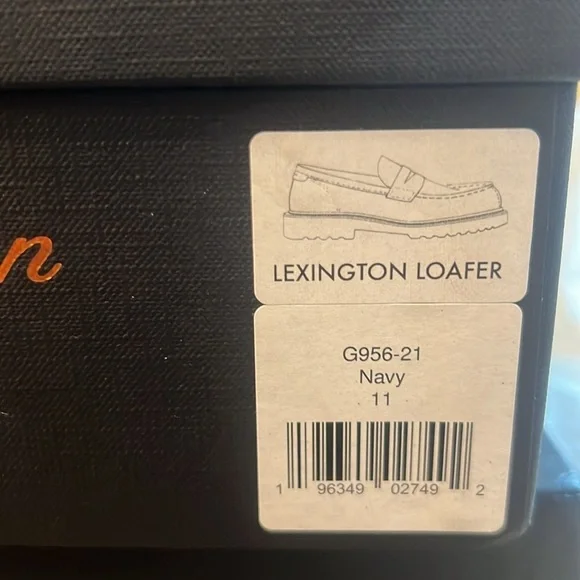 n
LEXINGTON LOAFER
G956-21
Navy
11
1 96349 02749 2